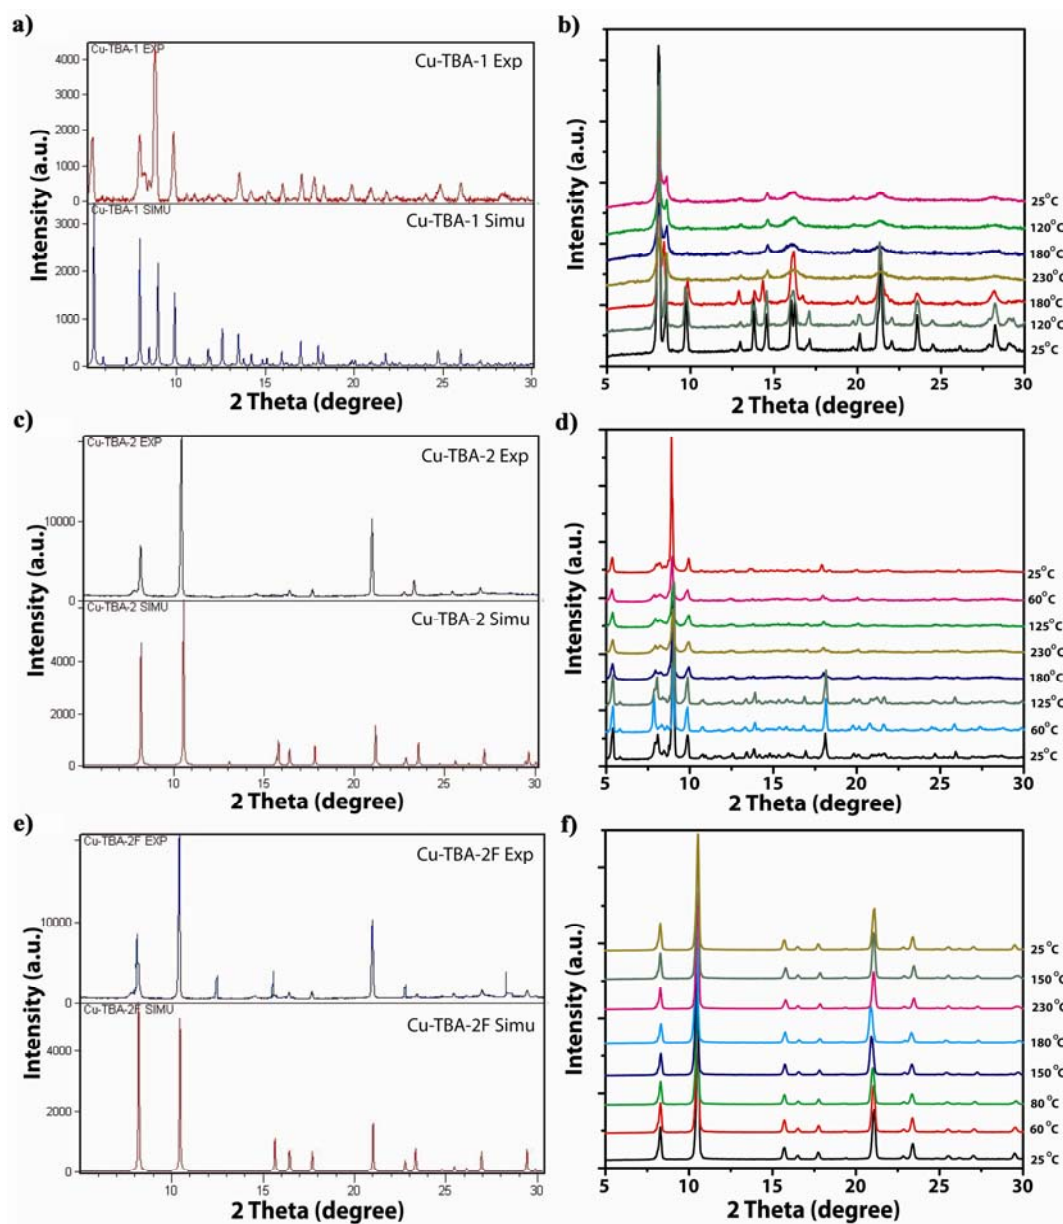 a)
Cu-TBA-1 EXP
Cu-TBA-1 Exp
4000
3000
2000
1000
0
Cu-TBA-1 SIMU
Cu-TBA-1 Simu
3000
2000
1000
0
10
20
30
Intensity (a.u.)
2 Theta (degree)
b)
Intensity (a.u.)
25°C
120°C
180°C
230°C
180°C
120°C
25°C
5 10 15 20 25 30
2 Theta (degree)
c)
Cu-TBA-2 EXP
Cu-TBA-2 Exp
10000
0
Cu-TBA-2 SIMU
Cu-TBA-2 Simu
4000
2000
0
10
20
30
Intensity (a.u.)
2 Theta (degree)
d)
Intensity (a.u.)
25°C
60°C
125°C
230°C
180°C
125°C
60°C
25°C
5 10 15 20 25 30
2 Theta (degree)
e)
Cu-TBA-2F EXP
Cu-TBA-2F Exp
10000
0
Cu-TBA-2F SIMU
Cu-TBA-2F Simu
4000
2000
0
10
20
30
Intensity (a.u.)
2 Theta (degree)
f)
Intensity (a.u.)
25°C
150°C
230°C
180°C
150°C
80°C
60°C
25°C
5 10 15 20 25 30
2 Theta (degree)